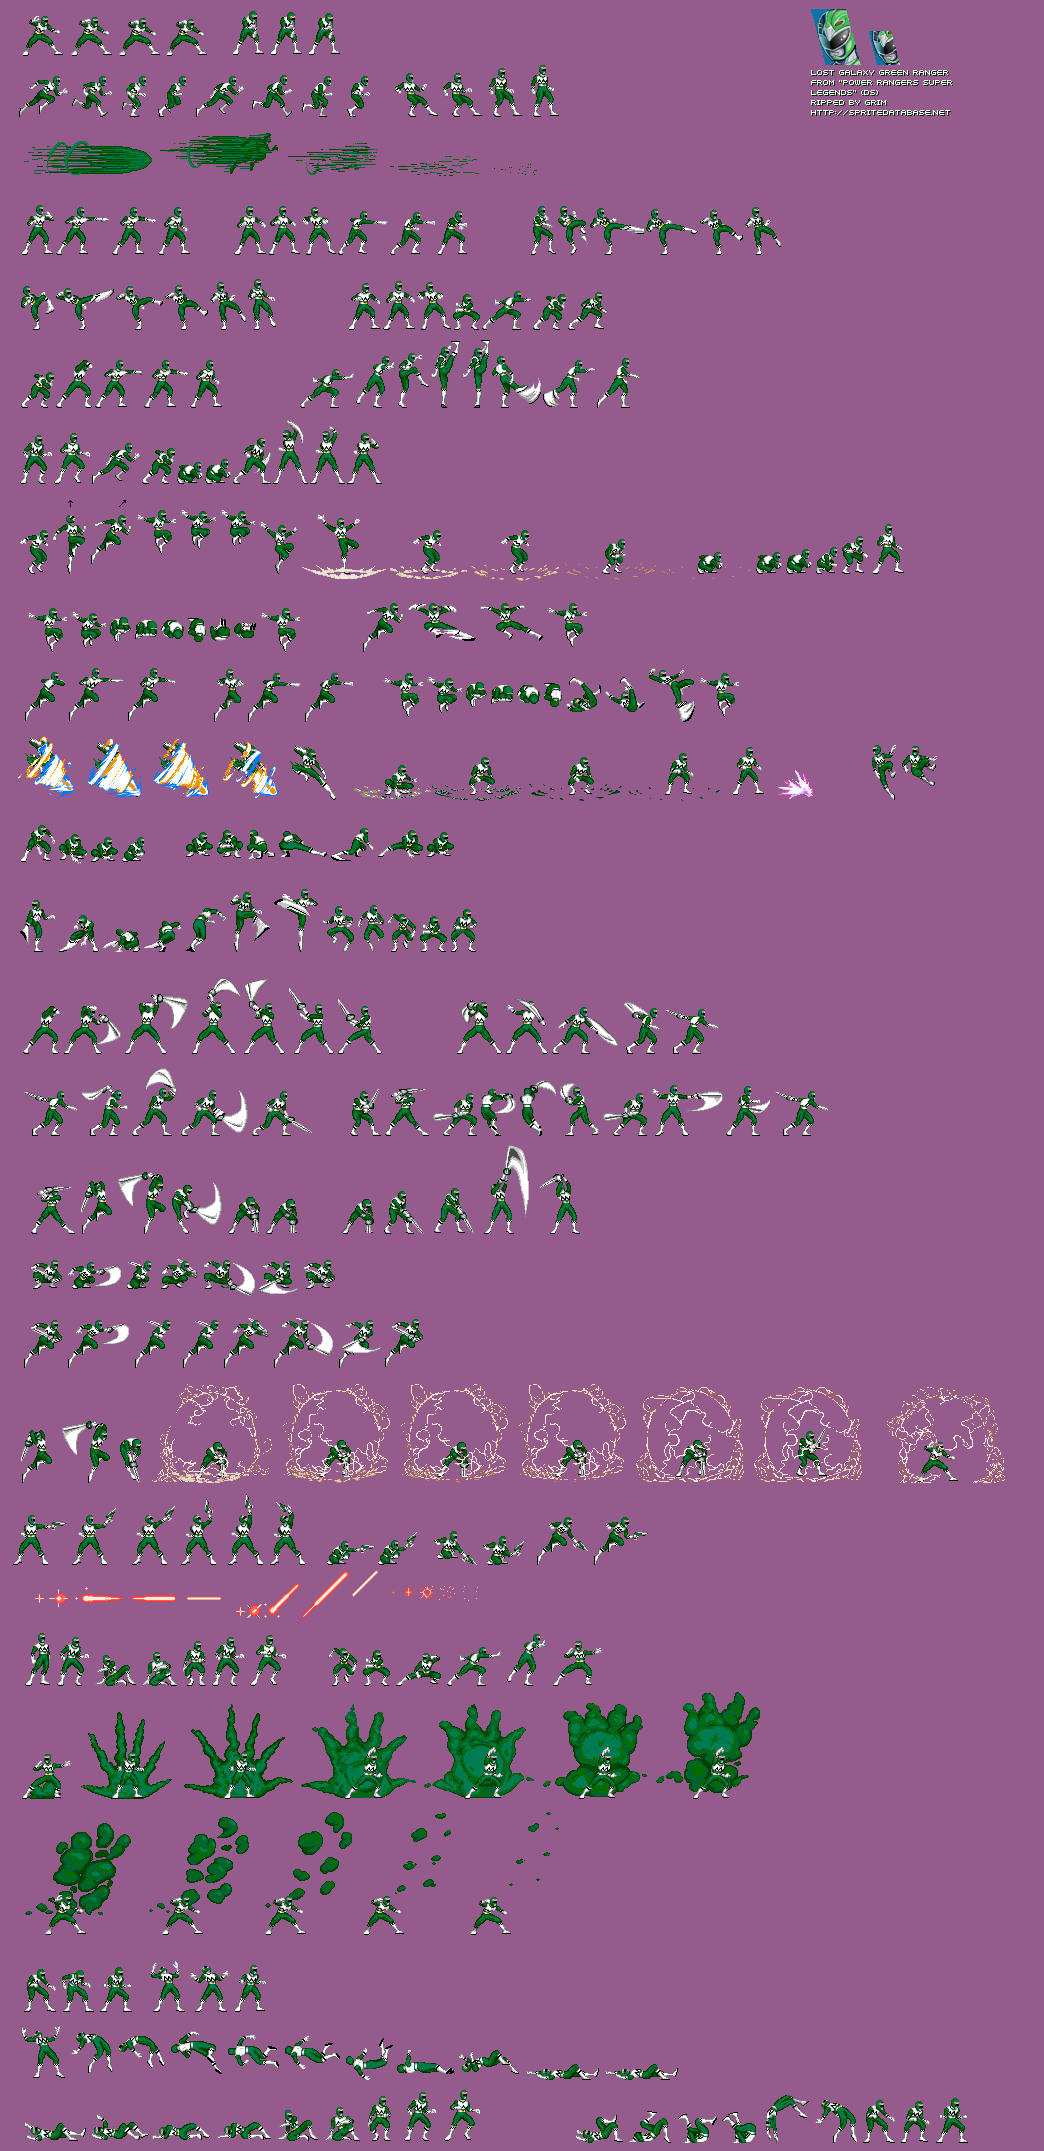 LOST GALAXY GREEN RANGER
FROM "POWER RANGERS SUPER
LEGENDS" (DS)
RIPPED BY GRIM
HTTP://SPRITEDATABASE.NET